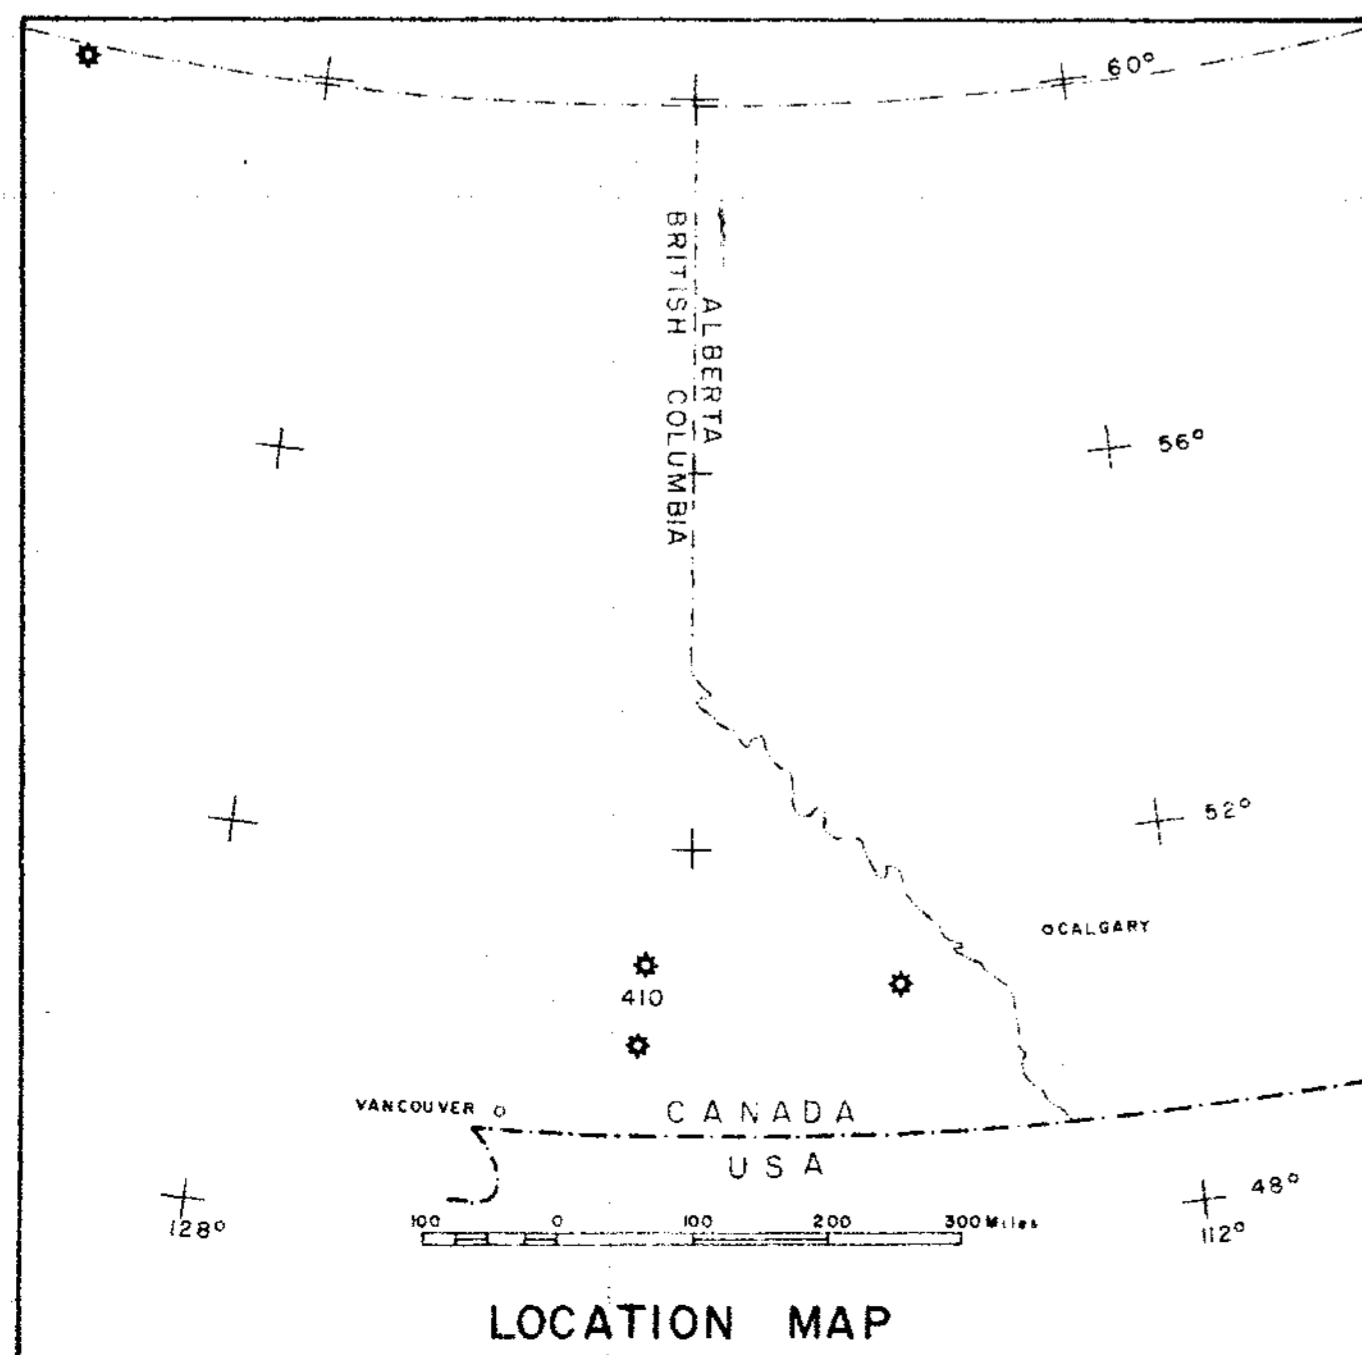 60°
BRITISH COLUMBIA
ALBERTA
56°
52°
CALGARY
410
VANCOUVER
CANADA
USA
48°
128°
112°
100 0 100 200 300 Miles
LOCATION MAP